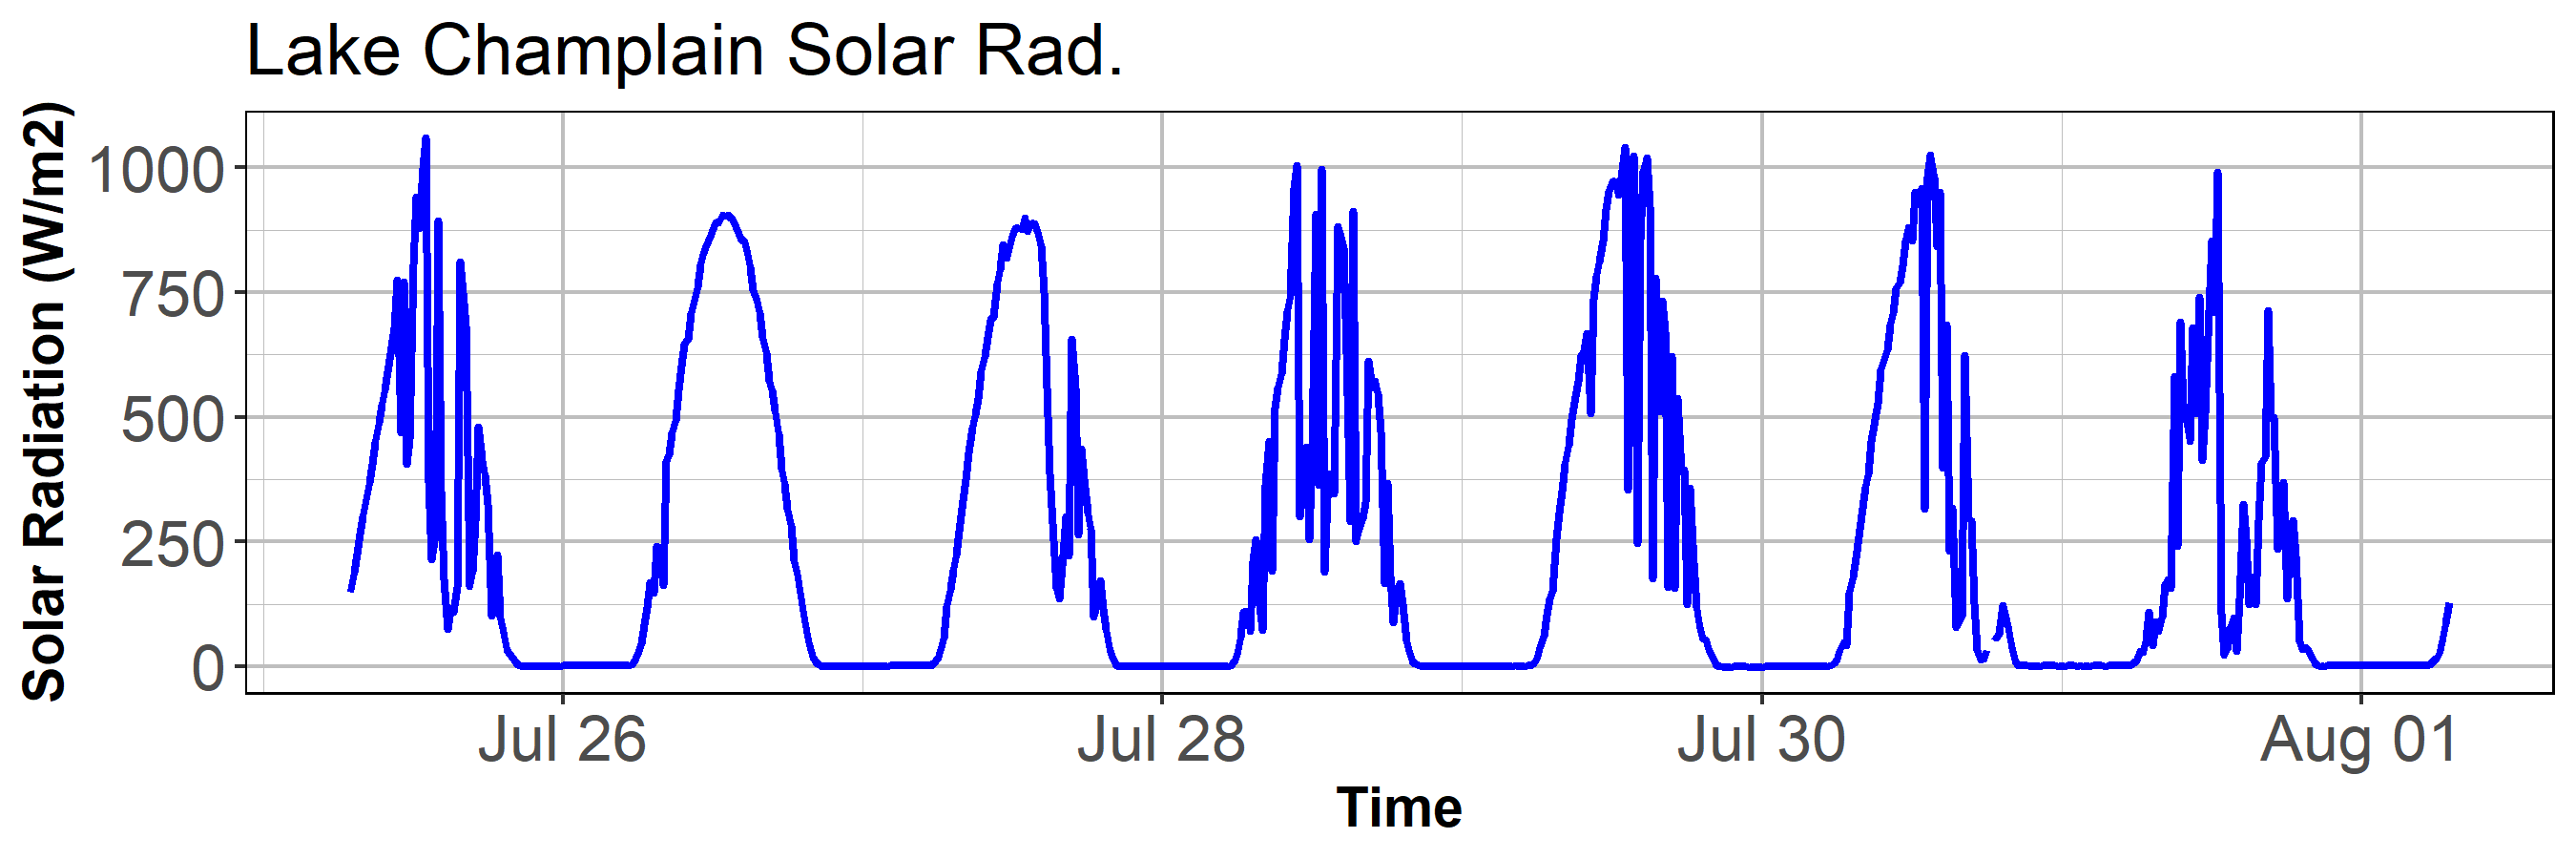 Lake Champlain Solar Rad.
Solar Radiation (W/m2)
1000
750
500
250
0
Jul 26 Jul 28 Jul 30 Aug 01
Time